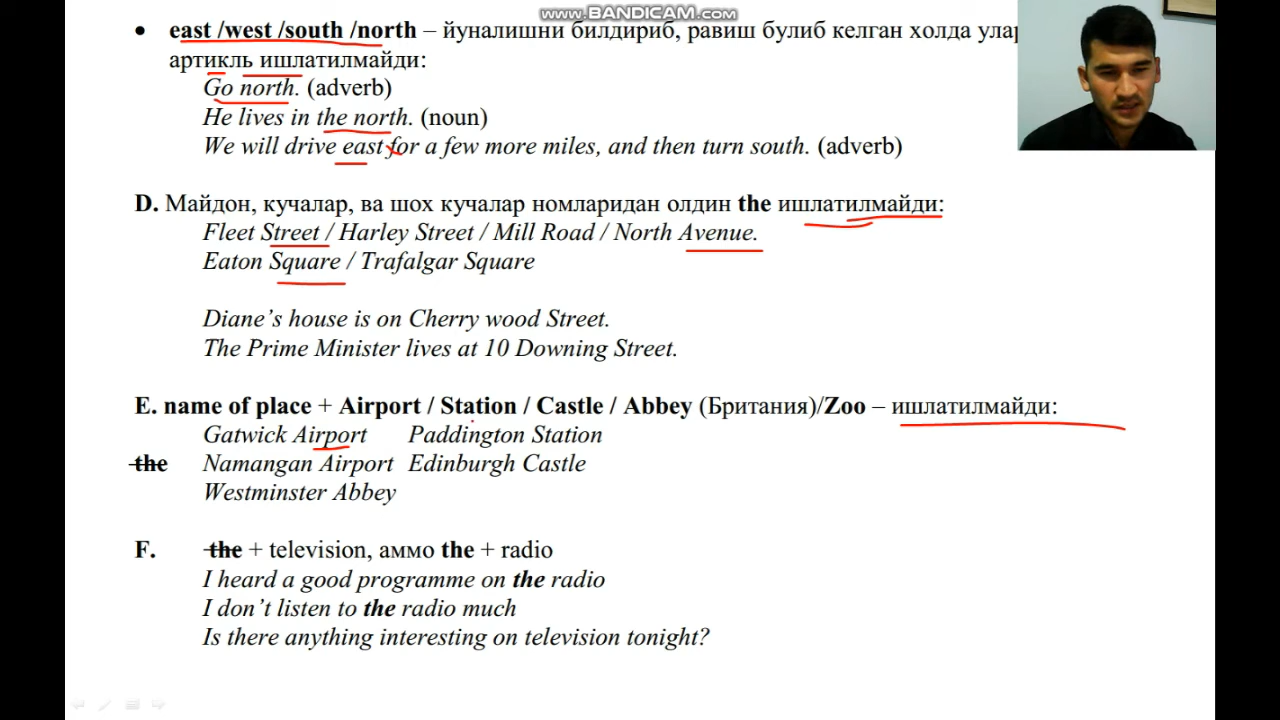 www.BANDICAM.com
• east /west /south /north – йуналишни билдириб, равиш булиб келган холда улар
артикль ишлатилмайди:
Go north. (adverb)
He lives in the north. (noun)
We will drive east for a few more miles, and then turn south. (adverb)
D. Майдон, кучалар, ва шох кучалар номларидан олдин the ишлатилмайди:
Fleet Street / Harley Street / Mill Road / North Avenue.
Eaton Square / Trafalgar Square
Diane’s house is on Cherry wood Street.
The Prime Minister lives at 10 Downing Street.
E. name of place + Airport / Station / Castle / Abbey (Британия)/Zoo – ишлатилмайди:
Gatwick Airport Paddington Station
the Namangan Airport Edinburgh Castle
Westminster Abbey
F. the + television, аммо the + radio
I heard a good programme on the radio
I don’t listen to the radio much
Is there anything interesting on television tonight?